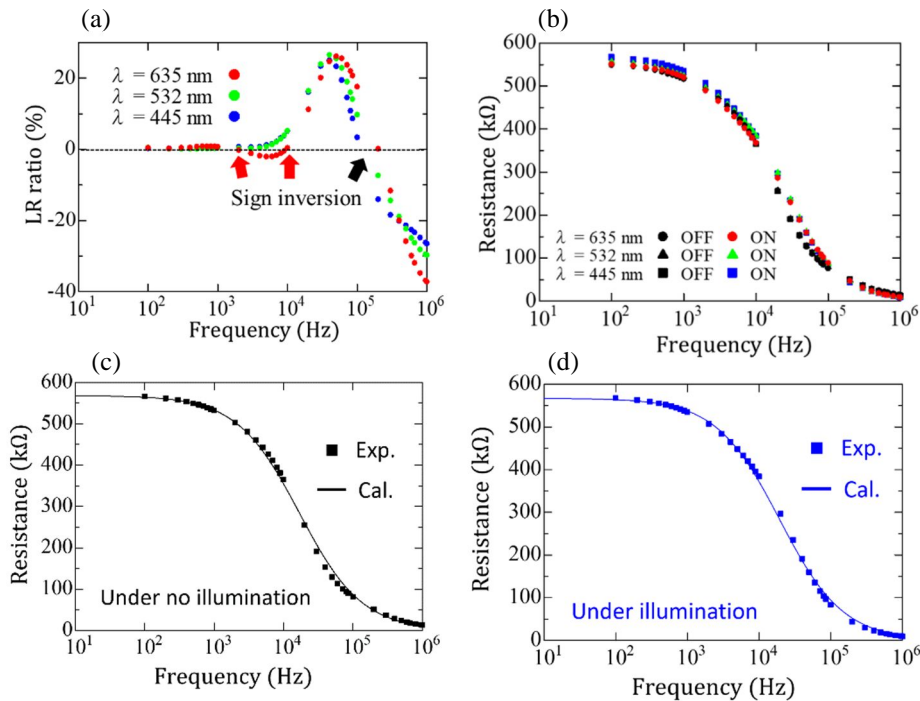 (a)
LR ratio (%)
20
0
-20
-40
λ = 635 nm
λ = 532 nm
λ = 445 nm
Sign inversion
10¹ 10² 10³ 10⁴ 10⁵ 10⁶
Frequency (Hz)
(b)
Resistance (kΩ)
600
500
400
300
200
100
0
λ = 635 nm OFF ON
λ = 532 nm OFF ON
λ = 445 nm OFF ON
10¹ 10² 10³ 10⁴ 10⁵ 10⁶
Frequency (Hz)
(c)
Resistance (kΩ)
600
500
400
300
200
100
0
Exp.
Cal.
Under no illumination
10¹ 10² 10³ 10⁴ 10⁵ 10⁶
Frequency (Hz)
(d)
Resistance (kΩ)
600
500
400
300
200
100
0
Exp.
Cal.
Under illumination
10¹ 10² 10³ 10⁴ 10⁵ 10⁶
Frequency (Hz)